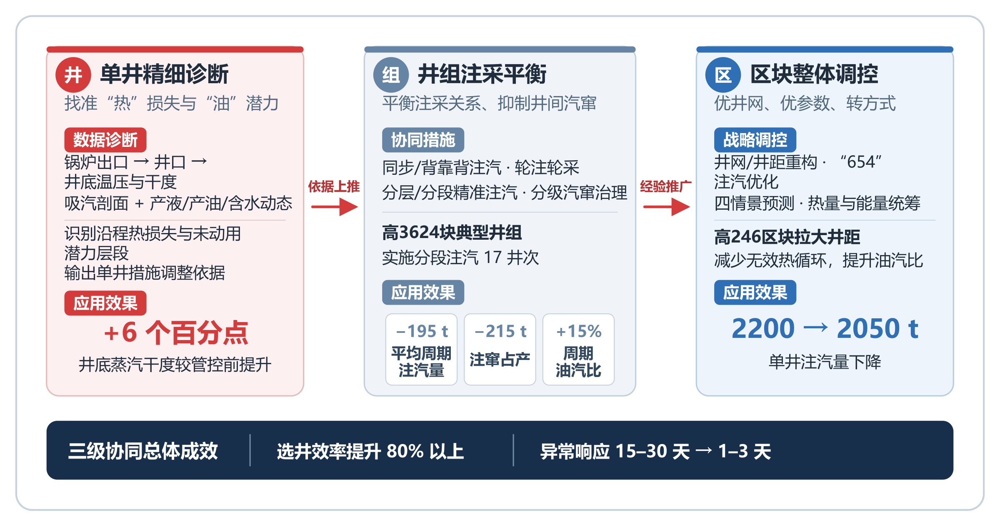 井 单井精细诊断
找准“热”损失与“油”潜力
数据诊断
锅炉出口 → 井口 →
井底温压与干度
吸汽剖面 + 产液/产油/含水动态
识别沿程热损失与未动用
潜力层段
输出单井措施调整依据
应用效果
+6 个百分点
井底蒸汽干度较管控前提升
依据上推
组 井组注采平衡
平衡注采关系、抑制井间汽窜
协同措施
同步/背靠背注汽 · 轮注轮采
分层/分段精准注汽 · 分级汽窜治理
高3624块典型井组
实施分段注汽 17 井次
应用效果
−195 t
平均周期
注汽量
−215 t
注窜占产
+15%
周期
油汽比
经验推广
区 区块整体调控
优井网、优参数、转方式
战略调控
井网/井距重构 · “654”
注汽优化
四情景预测 · 热量与能量统筹
高246区块拉大井距
减少无效热循环，提升油汽比
应用效果
2200 → 2050 t
单井注汽量下降
三级协同总体成效
选井效率提升 80% 以上
异常响应 15–30 天 → 1–3 天